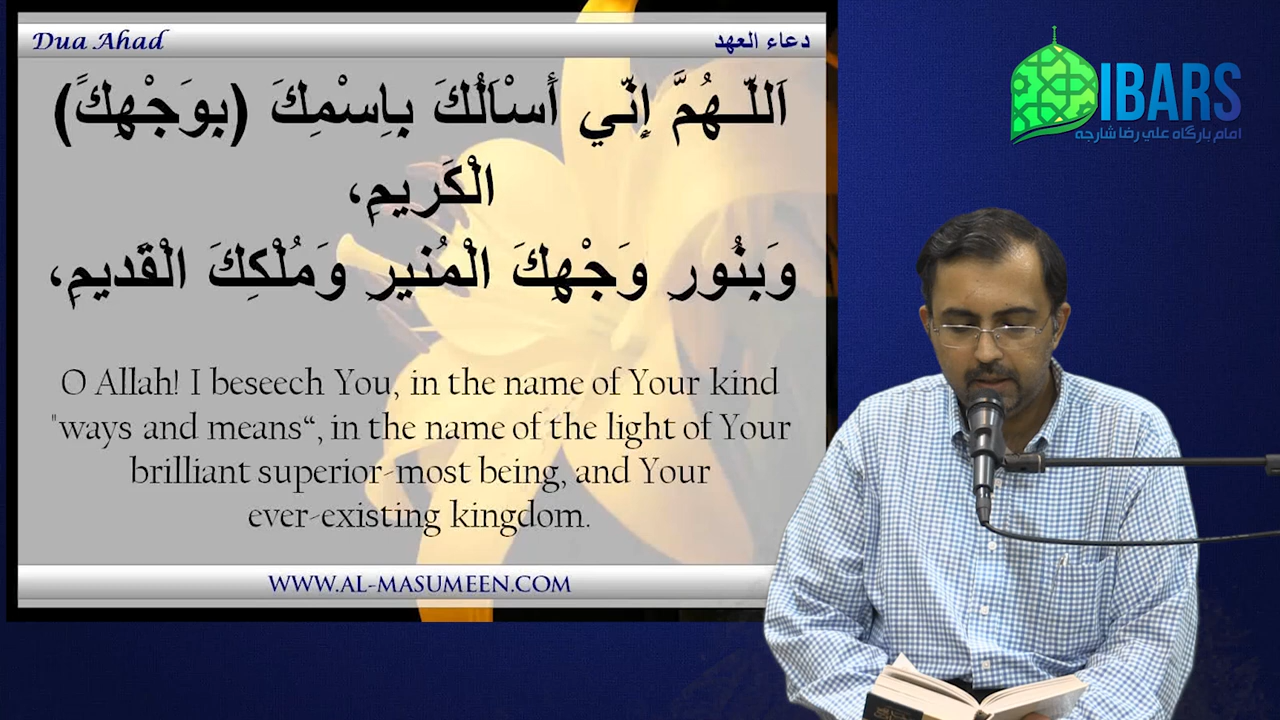 Dua Ahad
دعاء العهد
اَللّـهُمَّ اِنّي أَسْاَلُكَ بِاِسْمِكَ (بِوَجْهِكَ)
الْكَريمِ،
وَبِنُورِ وَجْهِكَ الْمُنيرِ وَمُلْكِكَ الْقَديمِ،
O Allah! I beseech You, in the name of Your kind
"ways and means“, in the name of the light of Your
brilliant superior-most being, and Your
ever-existing kingdom.
WWW.AL-MASUMEEN.COM
IBARS
امام بارگاه علي رضا شارجه